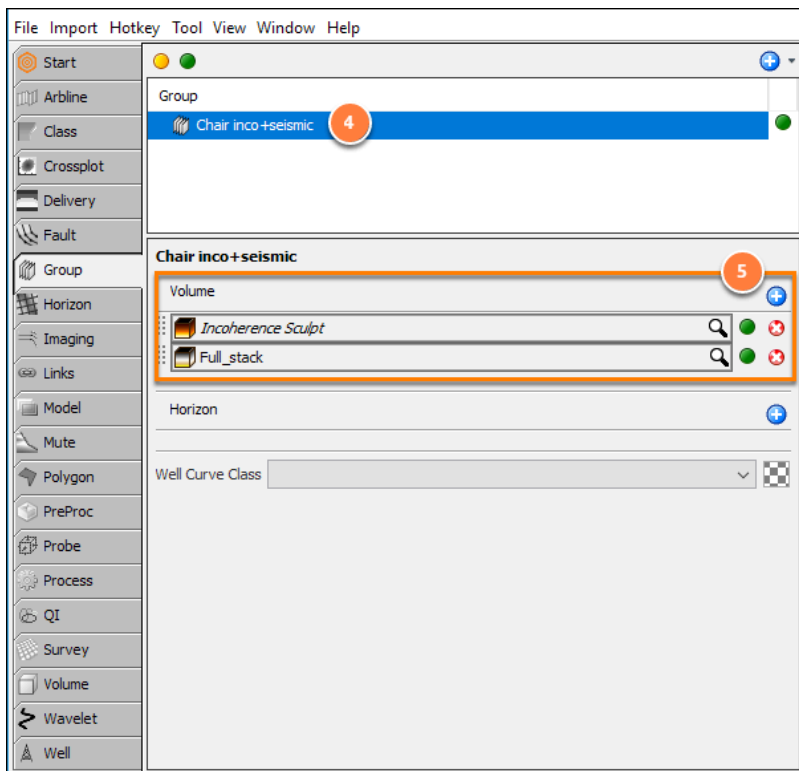 File Import Hotkey Tool View Window Help
Start
Arbline
Class
Crossplot
Delivery
Fault
Group
Horizon
Imaging
Links
Model
Mute
Polygon
PreProc
Probe
Process
QI
Survey
Volume
Wavelet
Well
Group
Chair inco+seismic 4
Chair inco+seismic
5
Volume
Incoherence Sculpt
Full_stack
Horizon
Well Curve Class